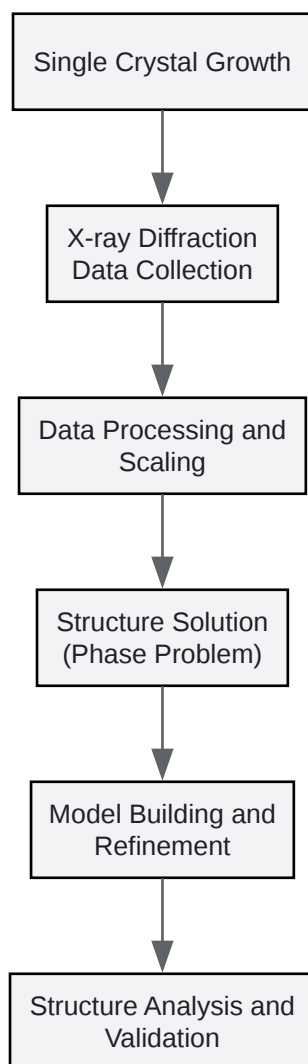 Single Crystal Growth
X-ray Diffraction
Data Collection
Data Processing and
Scaling
Structure Solution
(Phase Problem)
Model Building and
Refinement
Structure Analysis and
Validation